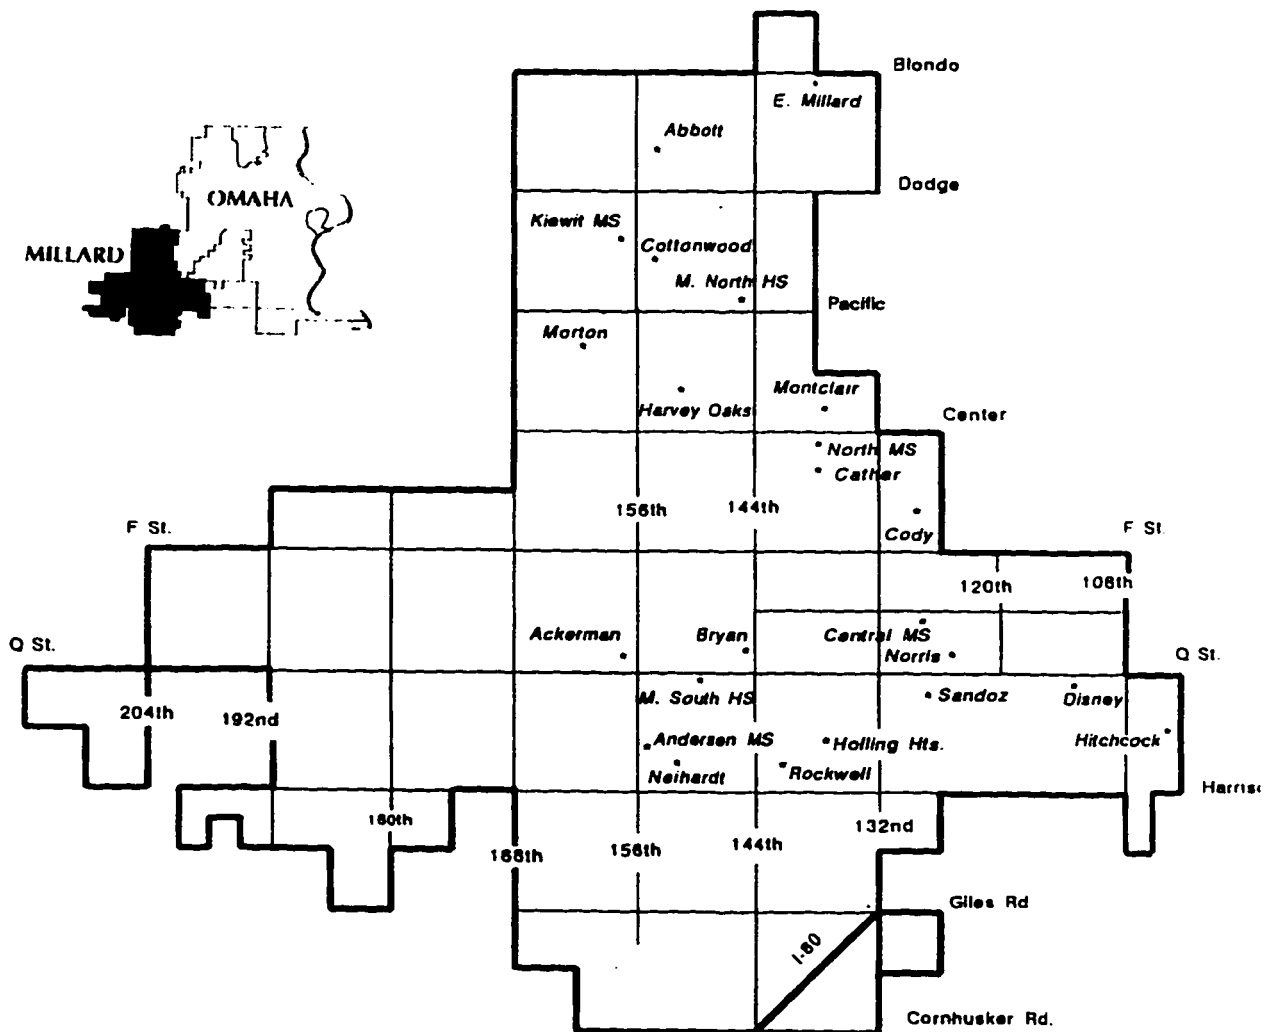 Blondo
E. Millard
Abbott
OMAHA
Dodge
Kiewit MS
Cottonwood
MILLARD
M. North HS
Pacific
Morton
Montclair
Harvey Oaks
Center
North MS
Cather
156th
144th
F St.
Cody
F St.
120th
108th
Ackerman
Bryan
Central MS
Q St.
Norris
Q St.
M. South HS
Sandoz
Disney
204th
192nd
Andersen MS
Holling Hts.
Hitchcock
Neihardt
Rockwell
Harris
180th
132nd
168th
156th
144th
Giles Rd
I-80
Cornhusker Rd.